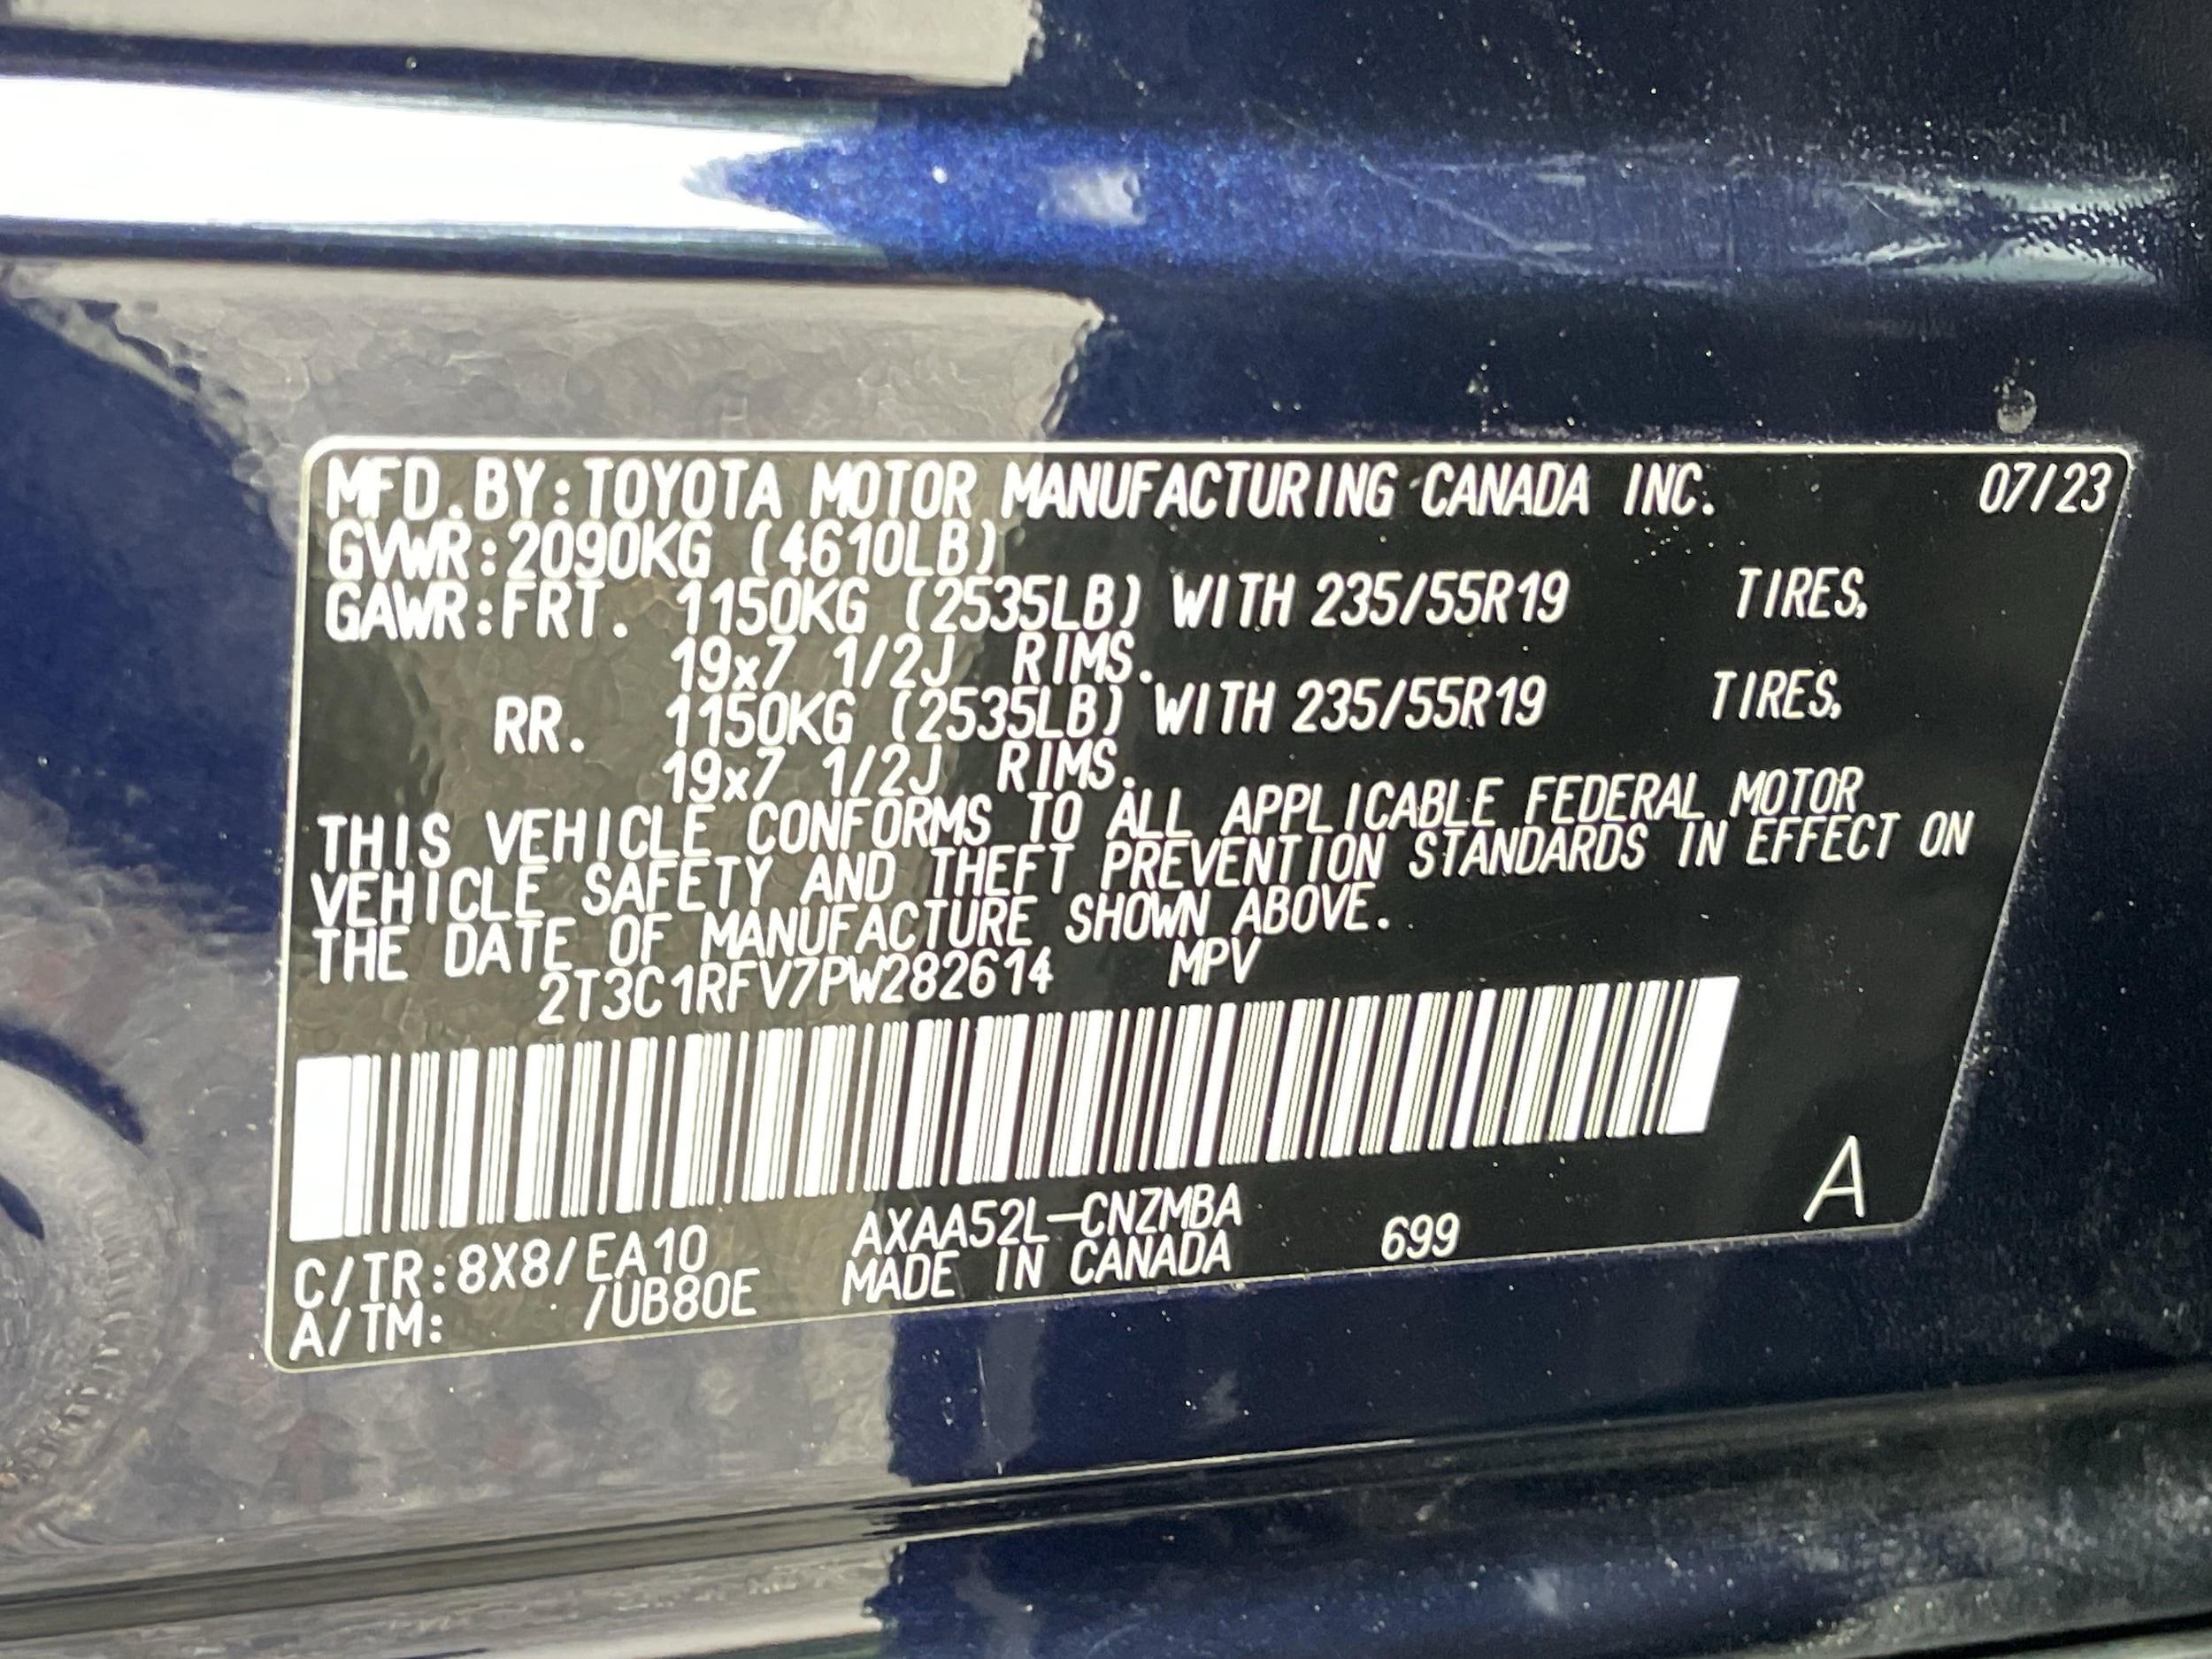 MFD.BY:TOYOTA MOTOR MANUFACTURING CANADA INC. 07/23
GVWR:2090KG (4610LB)
GAWR:FRT. 1150KG (2535LB) WITH 235/55R19 TIRES,
19x7 1/2J RIMS.
RR. 1150KG (2535LB) WITH 235/55R19 TIRES,
19x7 1/2J RIMS.
THIS VEHICLE CONFORMS TO ALL APPLICABLE FEDERAL MOTOR
VEHICLE SAFETY AND THEFT PREVENTION STANDARDS IN EFFECT ON
THE DATE OF MANUFACTURE SHOWN ABOVE.
2T3C1RFV7PW282614 MPV
A
C/TR:8X8/EA10 AXAA52L-CNZMBA
A/TM: /UB80E MADE IN CANADA 699